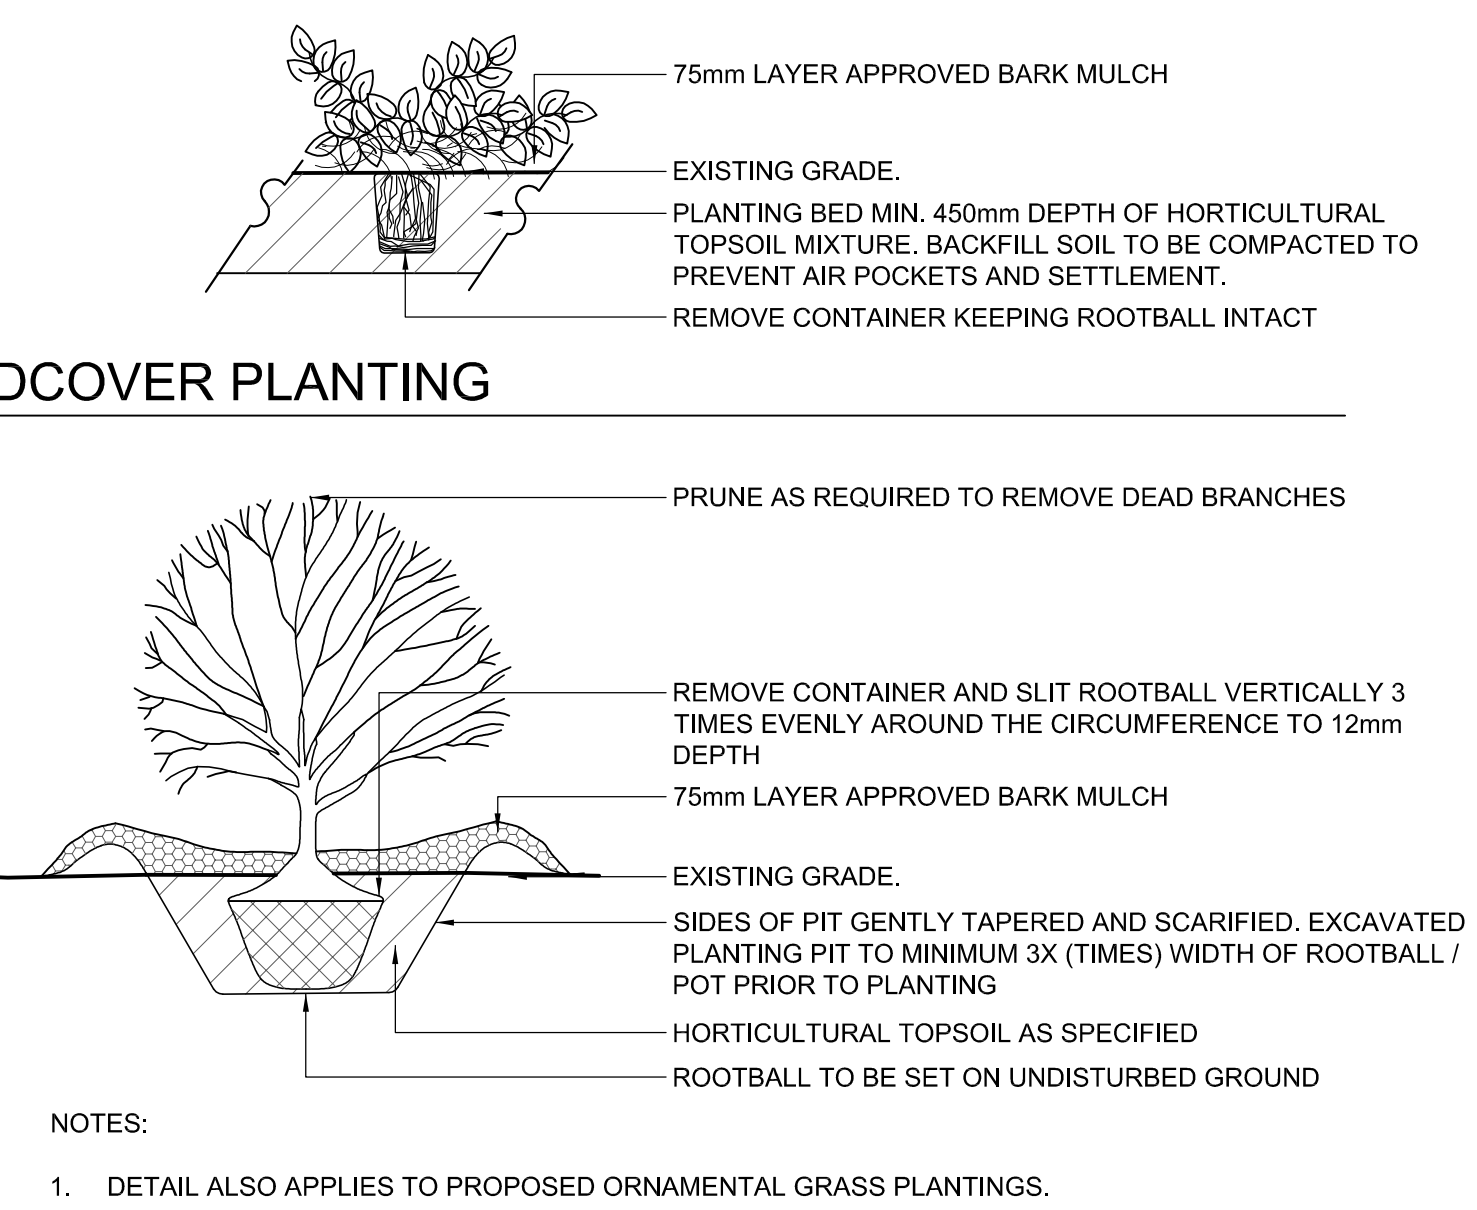 75mm LAYER APPROVED BARK MULCH
EXISTING GRADE.
PLANTING BED MIN. 450mm DEPTH OF HORTICULTURAL
TOPSOIL MIXTURE. BACKFILL SOIL TO BE COMPACTED TO
PREVENT AIR POCKETS AND SETTLEMENT.
REMOVE CONTAINER KEEPING ROOTBALL INTACT
DCOVER PLANTING
PRUNE AS REQUIRED TO REMOVE DEAD BRANCHES
REMOVE CONTAINER AND SLIT ROOTBALL VERTICALLY 3
TIMES EVENLY AROUND THE CIRCUMFERENCE TO 12mm
DEPTH
75mm LAYER APPROVED BARK MULCH
EXISTING GRADE.
SIDES OF PIT GENTLY TAPERED AND SCARIFIED. EXCAVATED
PLANTING PIT TO MINIMUM 3X (TIMES) WIDTH OF ROOTBALL /
POT PRIOR TO PLANTING
HORTICULTURAL TOPSOIL AS SPECIFIED
ROOTBALL TO BE SET ON UNDISTURBED GROUND
NOTES:
1. DETAIL ALSO APPLIES TO PROPOSED ORNAMENTAL GRASS PLANTINGS.